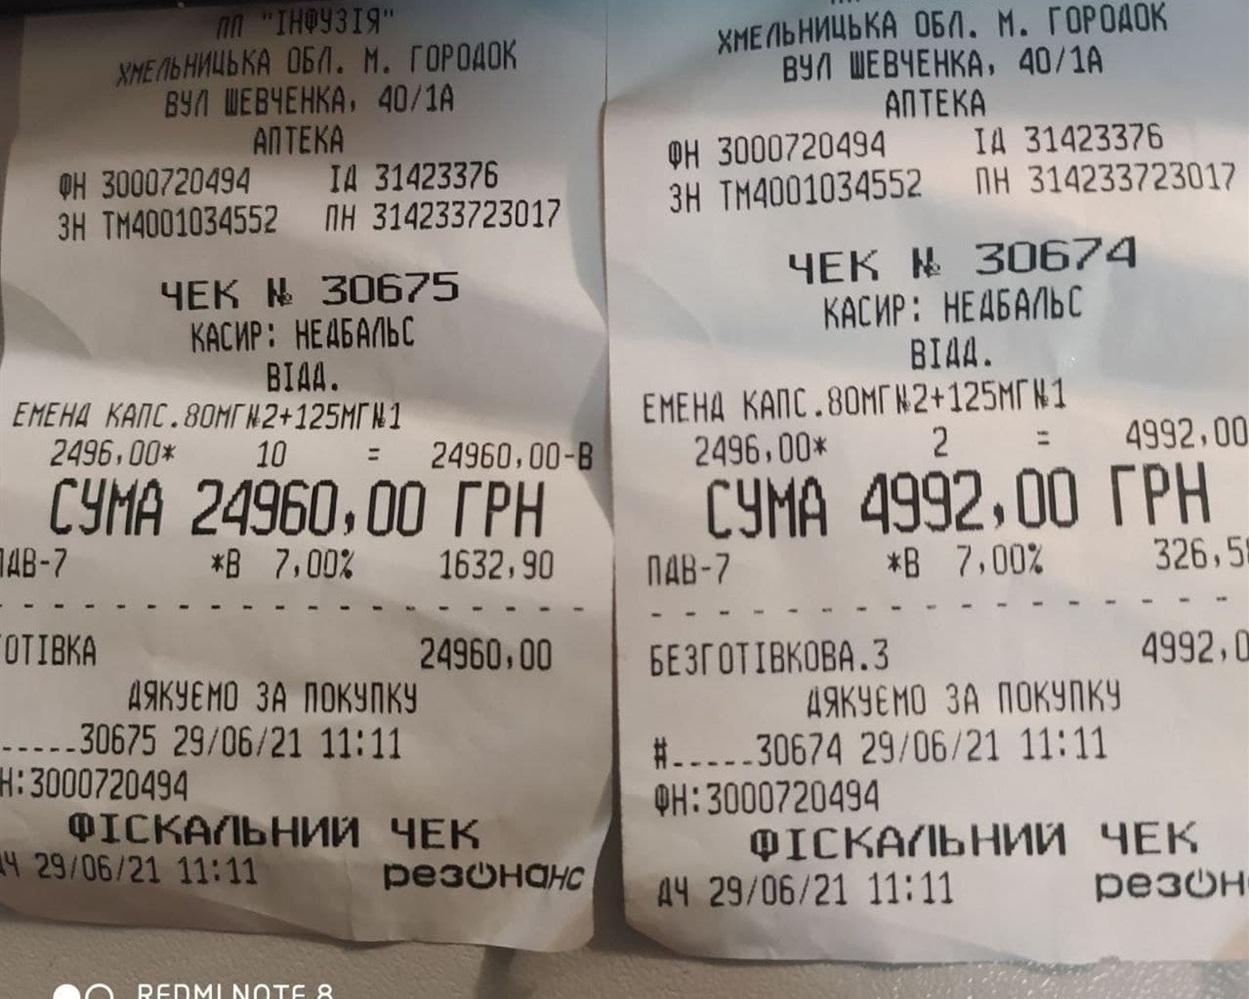 ПП "ІНФУЗІЯ"
ХМЕЛЬНИЦЬКА ОБЛ. М. ГОРОДОК
ВУЛ ШЕВЧЕНКА, 40/1А
АПТЕКА
ФН 3000720494 ІД 31423376
ЗН ТМ4001034552 ПН 314233723017
ЧЕК № 30675
КАСИР: НЕДБАЛЬС
ВІДД.
ЕМЕНД КАПС.80МГ№2+125МГ№1
2496,00* 10 = 24960,00-В
СУМА 24960,00 ГРН
ПДВ-7 *В 7,00% 1632,90
ОТІВКА 24960,00
ДЯКУЄМО ЗА ПОКУПКУ
.....30675 29/06/21 11:11
Н:3000720494
ФІСКАЛЬНИЙ ЧЕК
ДЧ 29/06/21 11:11 резонанс
ХМЕЛЬНИЦЬКА ОБЛ. М. ГОРОДОК
ВУЛ ШЕВЧЕНКА, 40/1А
АПТЕКА
ФН 3000720494 ІД 31423376
ЗН ТМ4001034552 ПН 314233723017
ЧЕК № 30674
КАСИР: НЕДБАЛЬС
ВІДД.
ЕМЕНД КАПС.80МГ№2+125МГ№1
2496,00* 2 = 4992,00
СУМА 4992,00 ГРН
ПДВ-7 *В 7,00% 326,5
БЕЗГОТІВКОВА.3 4992,0
ДЯКУЄМО ЗА ПОКУПКУ
#.....30674 29/06/21 11:11
ФН:3000720494
ФІСКАЛЬНИЙ ЧЕК
ДЧ 29/06/21 11:11 резон
REDMI NOTE 8